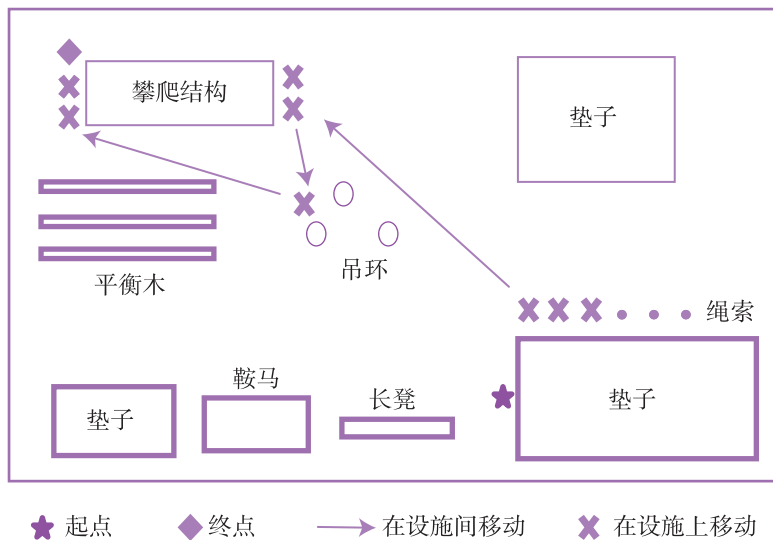 攀爬结构
垫子
吊环
平衡木
绳索
鞍马
长凳
垫子
垫子
起点
终点
在设施间移动
在设施上移动